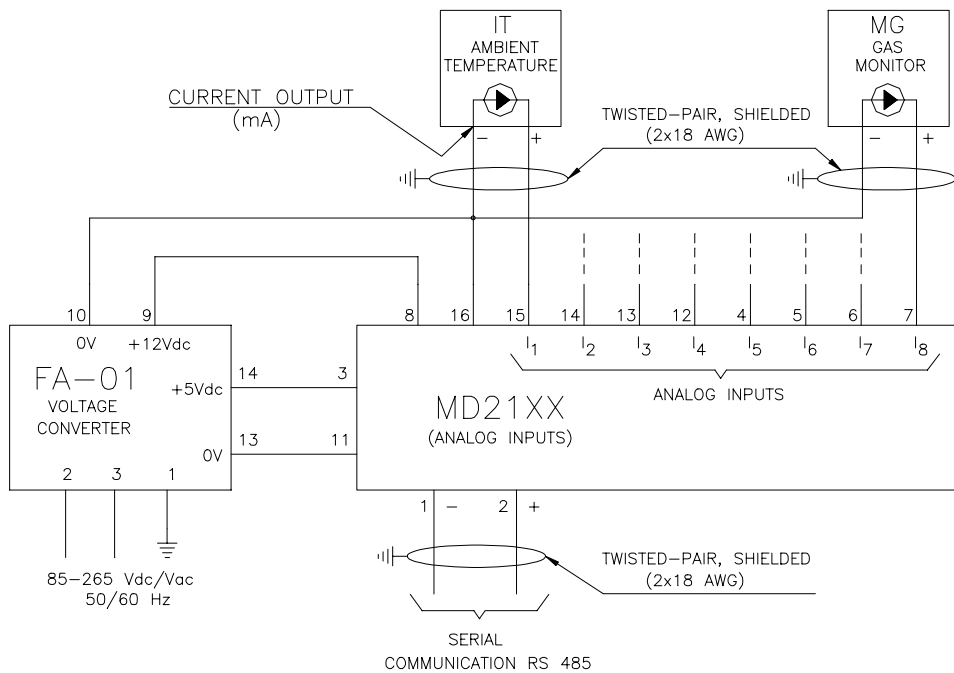 IT
AMBIENT
TEMPERATURE
MG
GAS
MONITOR
CURRENT OUTPUT
(mA)
TWISTED-PAIR, SHIELDED
(2x18 AWG)
- +
- +
10 9 8 16 15 14 13 12 4 5 6 7
0V +12Vdc
I1 I2 I3 I4 I5 I6 I7 I8
ANALOG INPUTS
FA-01
VOLTAGE
CONVERTER
+5Vdc
14 3
MD21XX
(ANALOG INPUTS)
0V
13 11
2 3 1
1 - 2 +
85-265 Vdc/Vac
50/60 Hz
TWISTED-PAIR, SHIELDED
(2x18 AWG)
SERIAL
COMMUNICATION RS 485